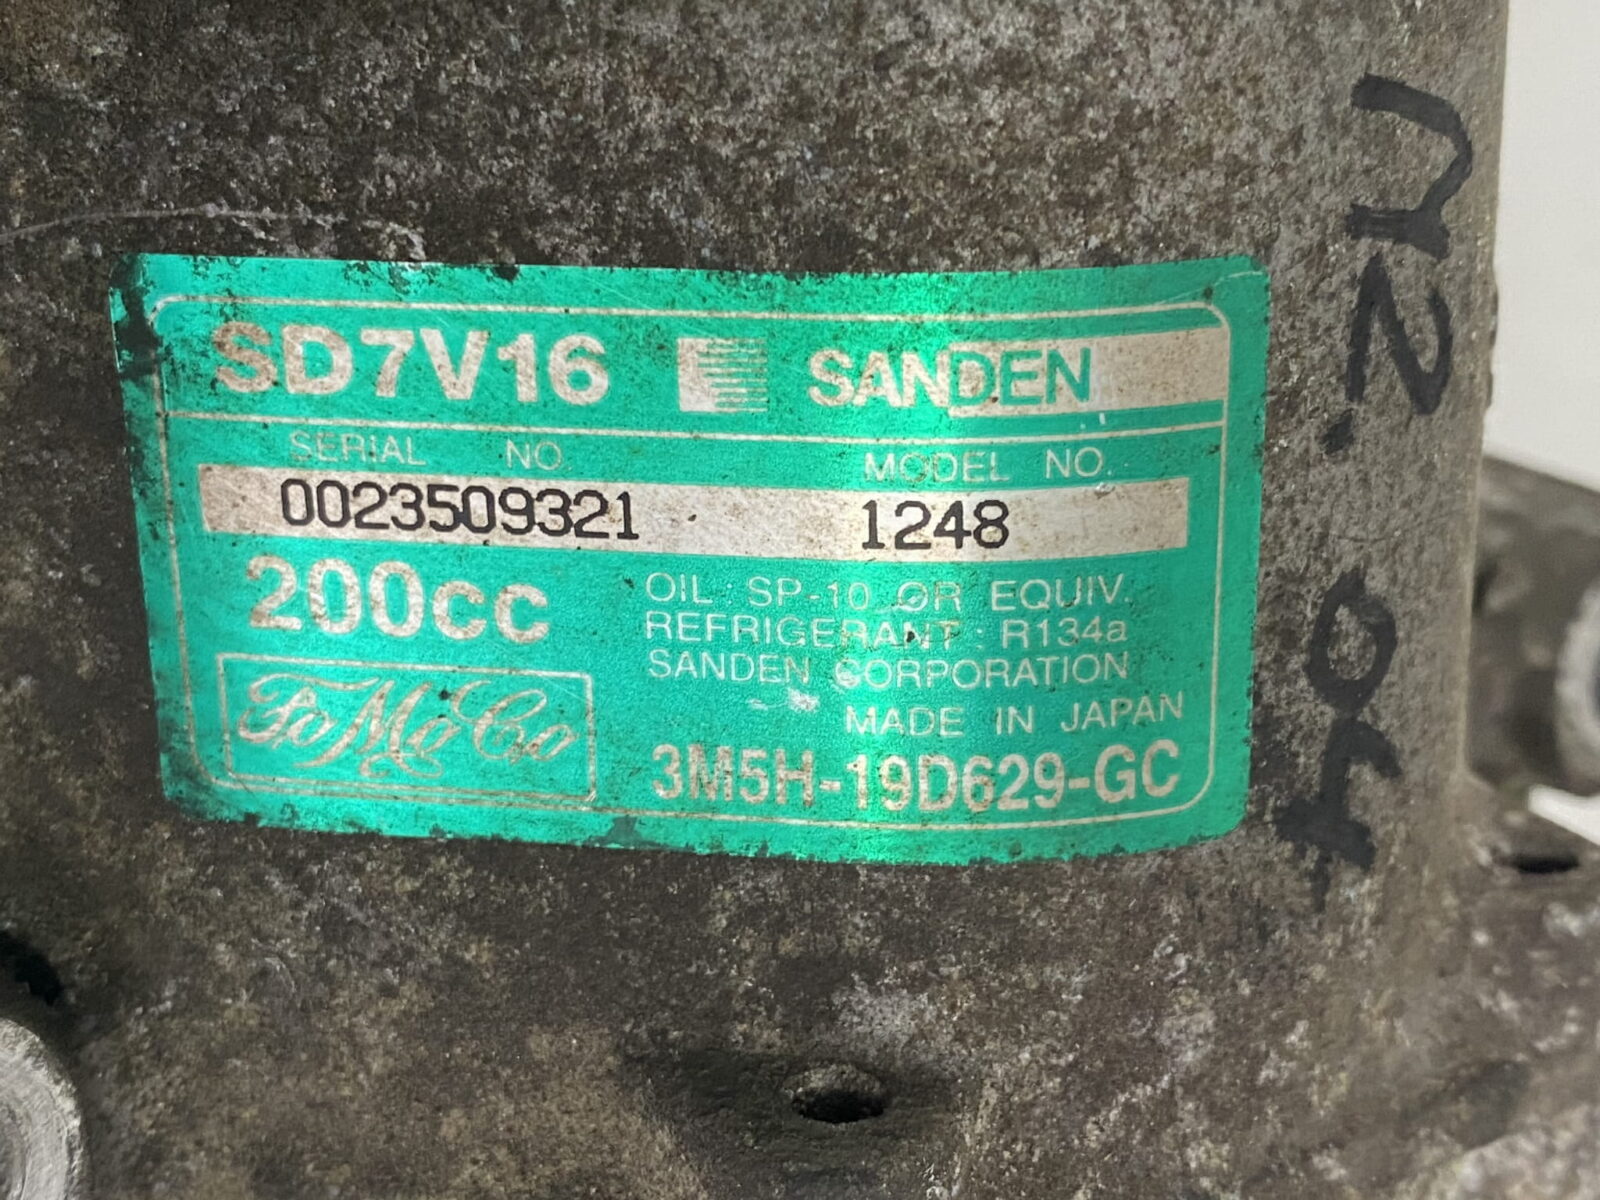 SD7V16 SANDEN
SERIAL NO. MODEL NO.
0023509321 1248
200cc
OIL : SP-10 OR EQUIV.
REFRIGERANT : R134a
SANDEN CORPORATION
MADE IN JAPAN
FoMoCo
3M5H-19D629-GC